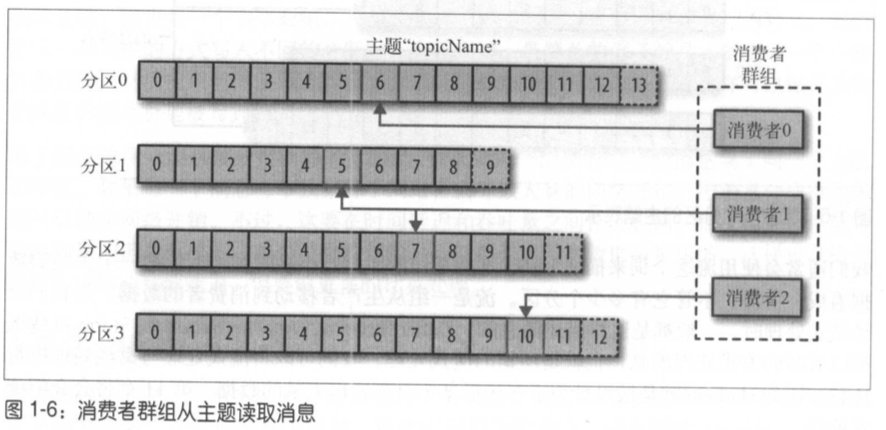 主题“topicName”
消费者
群组
分区0 0 1 2 3 4 5 6 7 8 9 10 11 12 13
消费者0
分区1 0 1 2 3 4 5 6 7 8 9
消费者1
分区2 0 1 2 3 4 5 6 7 8 9 10 11
消费者2
分区3 0 1 2 3 4 5 6 7 8 9 10 11 12
图 1-6：消费者群组从主题读取消息